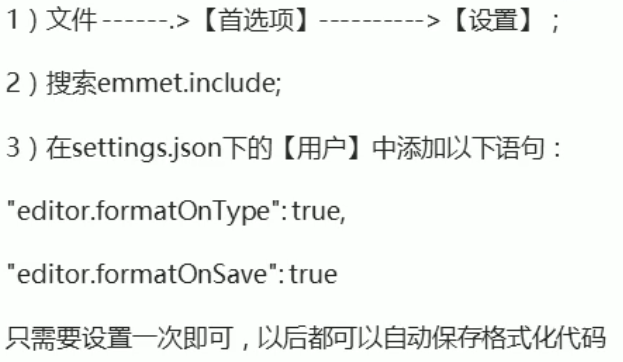 1）文件 ------.>【首选项】---------->【设置】；
2）搜索emmet.include;
3）在settings.json下的【用户】中添加以下语句：
"editor.formatOnType": true,
"editor.formatOnSave": true
只需要设置一次即可，以后都可以自动保存格式化代码